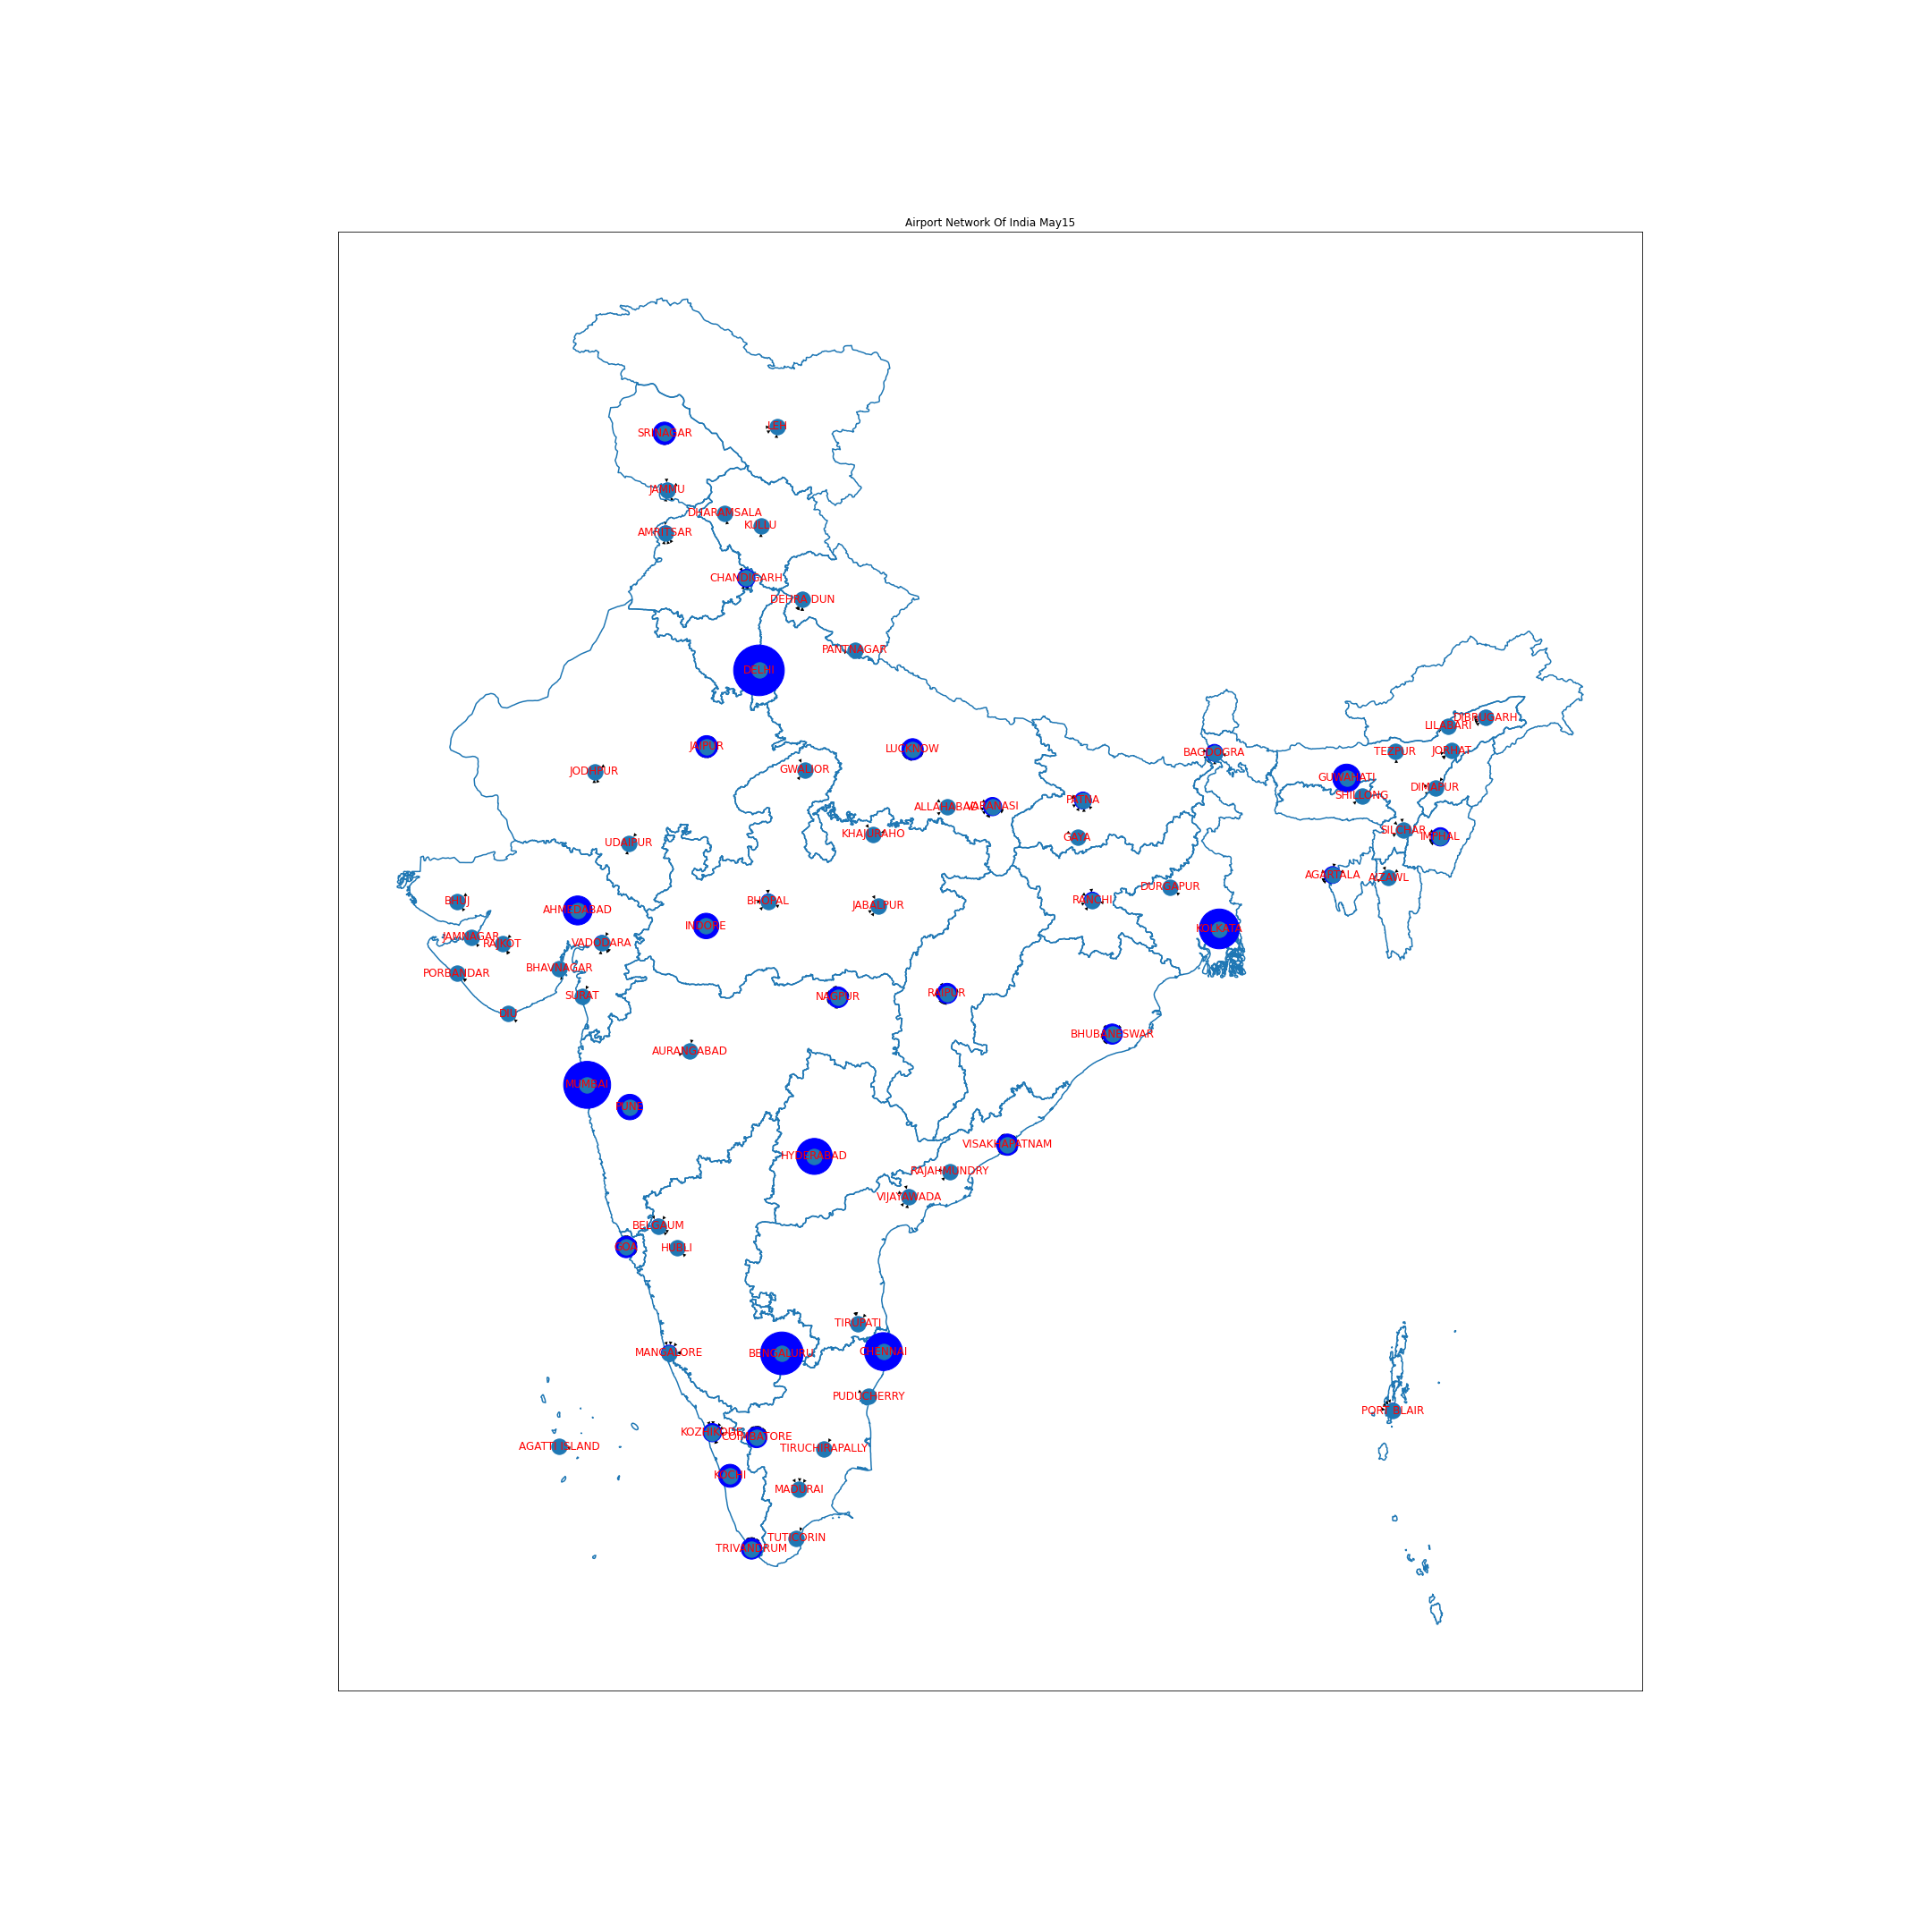 Airport Network Of India May15
LEH
SRINAGAR
JAMMU
DHARAMSALA
KULLU
AMRITSAR
CHANDIGARH
DEHRA DUN
PANTNAGAR
DELHI
DIBRUGARH
LILABARI
JAIPUR
LUCKNOW
BAGDOGRA
TEZPUR
JORHAT
JODHPUR
GWALIOR
GUWAHATI
DIMAPUR
SHILLONG
ALLAHABAD
VARANASI
PATNA
KHAJURAHO
GAYA
SILCHAR
IMPHAL
UDAIPUR
AGARTALA
AIZAWL
DURGAPUR
BHUJ
BHOPAL
JABALPUR
RANCHI
AHMEDABAD
INDORE
KOLKATA
JAMNAGAR
RAJKOT
VADODARA
PORBANDAR
BHAVNAGAR
SURAT
NAGPUR
RAIPUR
DIU
BHUBANESWAR
AURANGABAD
MUMBAI
PUNE
VISAKHAPATNAM
HYDERABAD
RAJAHMUNDRY
VIJAYAWADA
BELGAUM
GOA
HUBLI
TIRUPATI
MANGALORE
BENGALURU
CHENNAI
PUDUCHERRY
PORT BLAIR
KOZHIKODE
COIMBATORE
AGATTI ISLAND
TIRUCHIRAPALLY
KOCHI
MADURAI
TUTICORIN
TRIVANDRUM